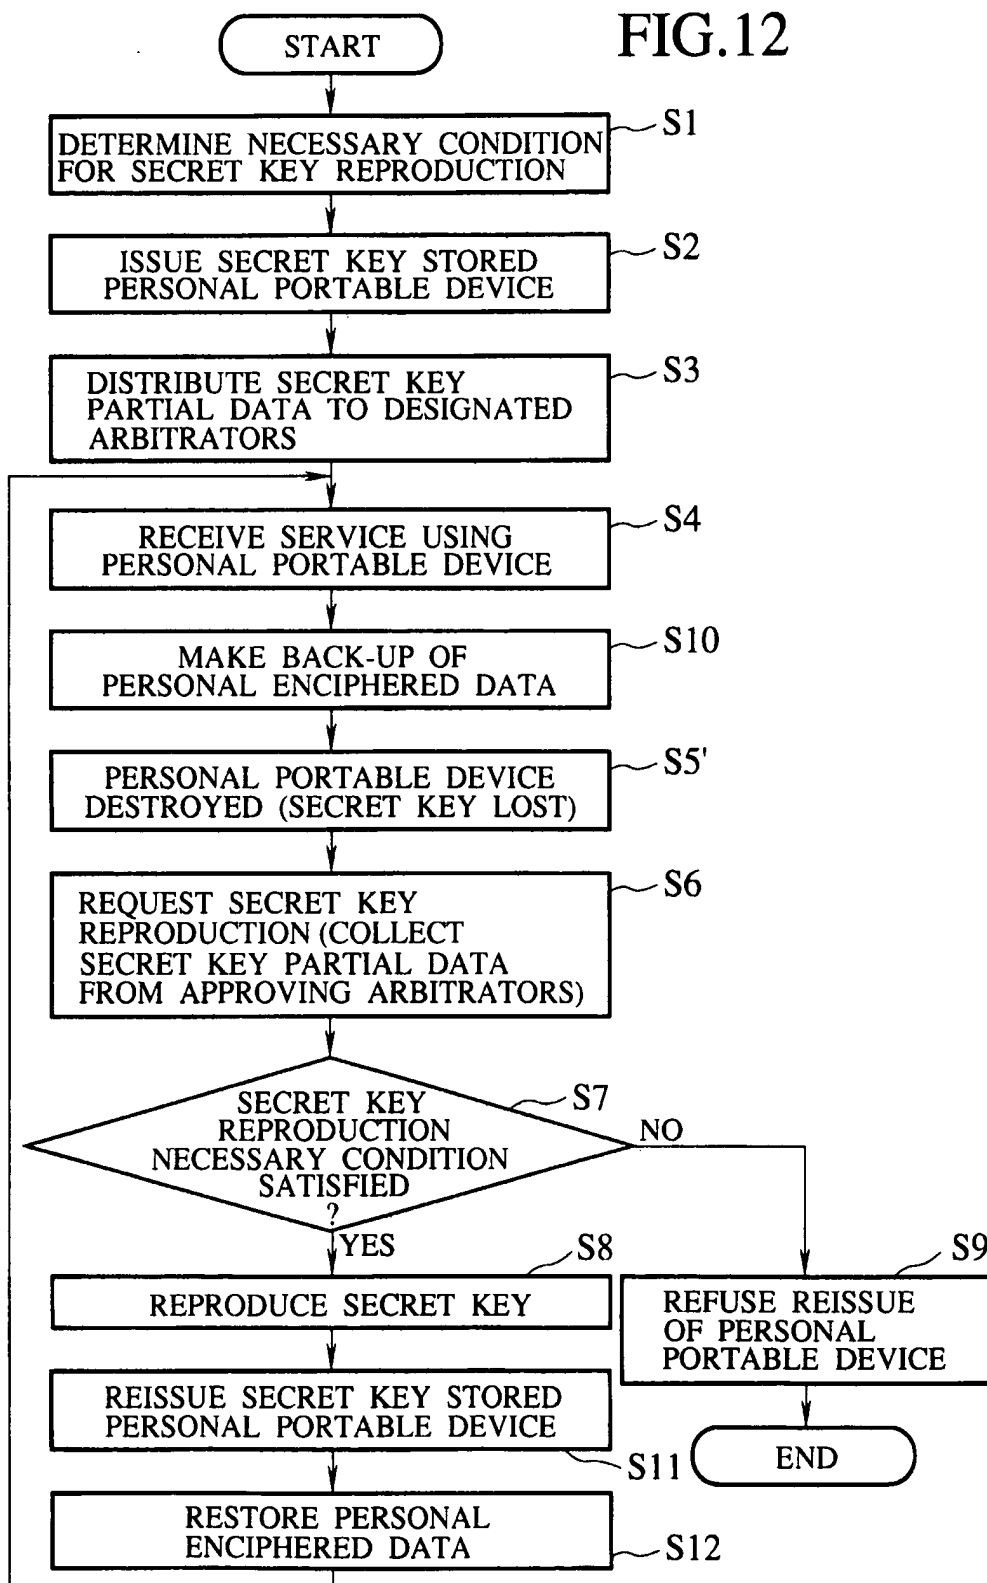 FIG.12
START
S1
DETERMINE NECESSARY CONDITION
FOR SECRET KEY REPRODUCTION
S2
ISSUE SECRET KEY STORED
PERSONAL PORTABLE DEVICE
S3
DISTRIBUTE SECRET KEY
PARTIAL DATA TO DESIGNATED
ARBITRATORS
S4
RECEIVE SERVICE USING
PERSONAL PORTABLE DEVICE
S10
MAKE BACK-UP OF
PERSONAL ENCIPHERED DATA
S5'
PERSONAL PORTABLE DEVICE
DESTROYED (SECRET KEY LOST)
S6
REQUEST SECRET KEY
REPRODUCTION (COLLECT
SECRET KEY PARTIAL DATA
FROM APPROVING ARBITRATORS)
S7
SECRET KEY
REPRODUCTION
NECESSARY CONDITION
SATISFIED
?
NO
YES
S8
REPRODUCE SECRET KEY
S9
REFUSE REISSUE
OF PERSONAL
PORTABLE DEVICE
REISSUE SECRET KEY STORED
PERSONAL PORTABLE DEVICE
S11
END
RESTORE PERSONAL
ENCIPHERED DATA
S12